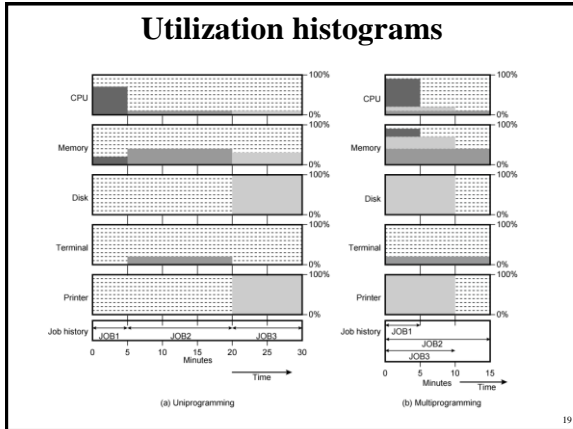 Utilization histograms
100%
CPU
0%
100%
Memory
0%
100%
Disk
0%
100%
Terminal
0%
100%
Printer
0%
Job history
JOB1
JOB2
JOB3
0 5 10 15 20 25 30
Minutes
Time
(a) Uniprogramming
100%
CPU
0%
100%
Memory
0%
100%
Disk
0%
100%
Terminal
0%
100%
Printer
0%
Job history
JOB1
JOB2
JOB3
0 5 10 15
Minutes
Time
(b) Multiprogramming
19